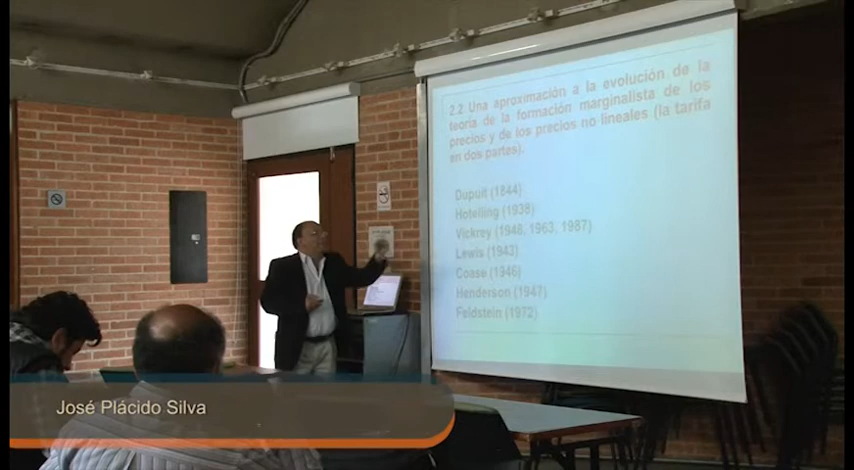 2.2 Una aproximación a la evolución de la
teoría de la formación marginalista de los
precios y de los precios no lineales (la tarifa
en dos partes).
Dupuit (1844)
Hotelling (1938)
Vickrey (1948, 1963, 1987)
Lewis (1943)
Coase (1946)
Henderson (1947)
Feldstein (1972)
José Plácido Silva